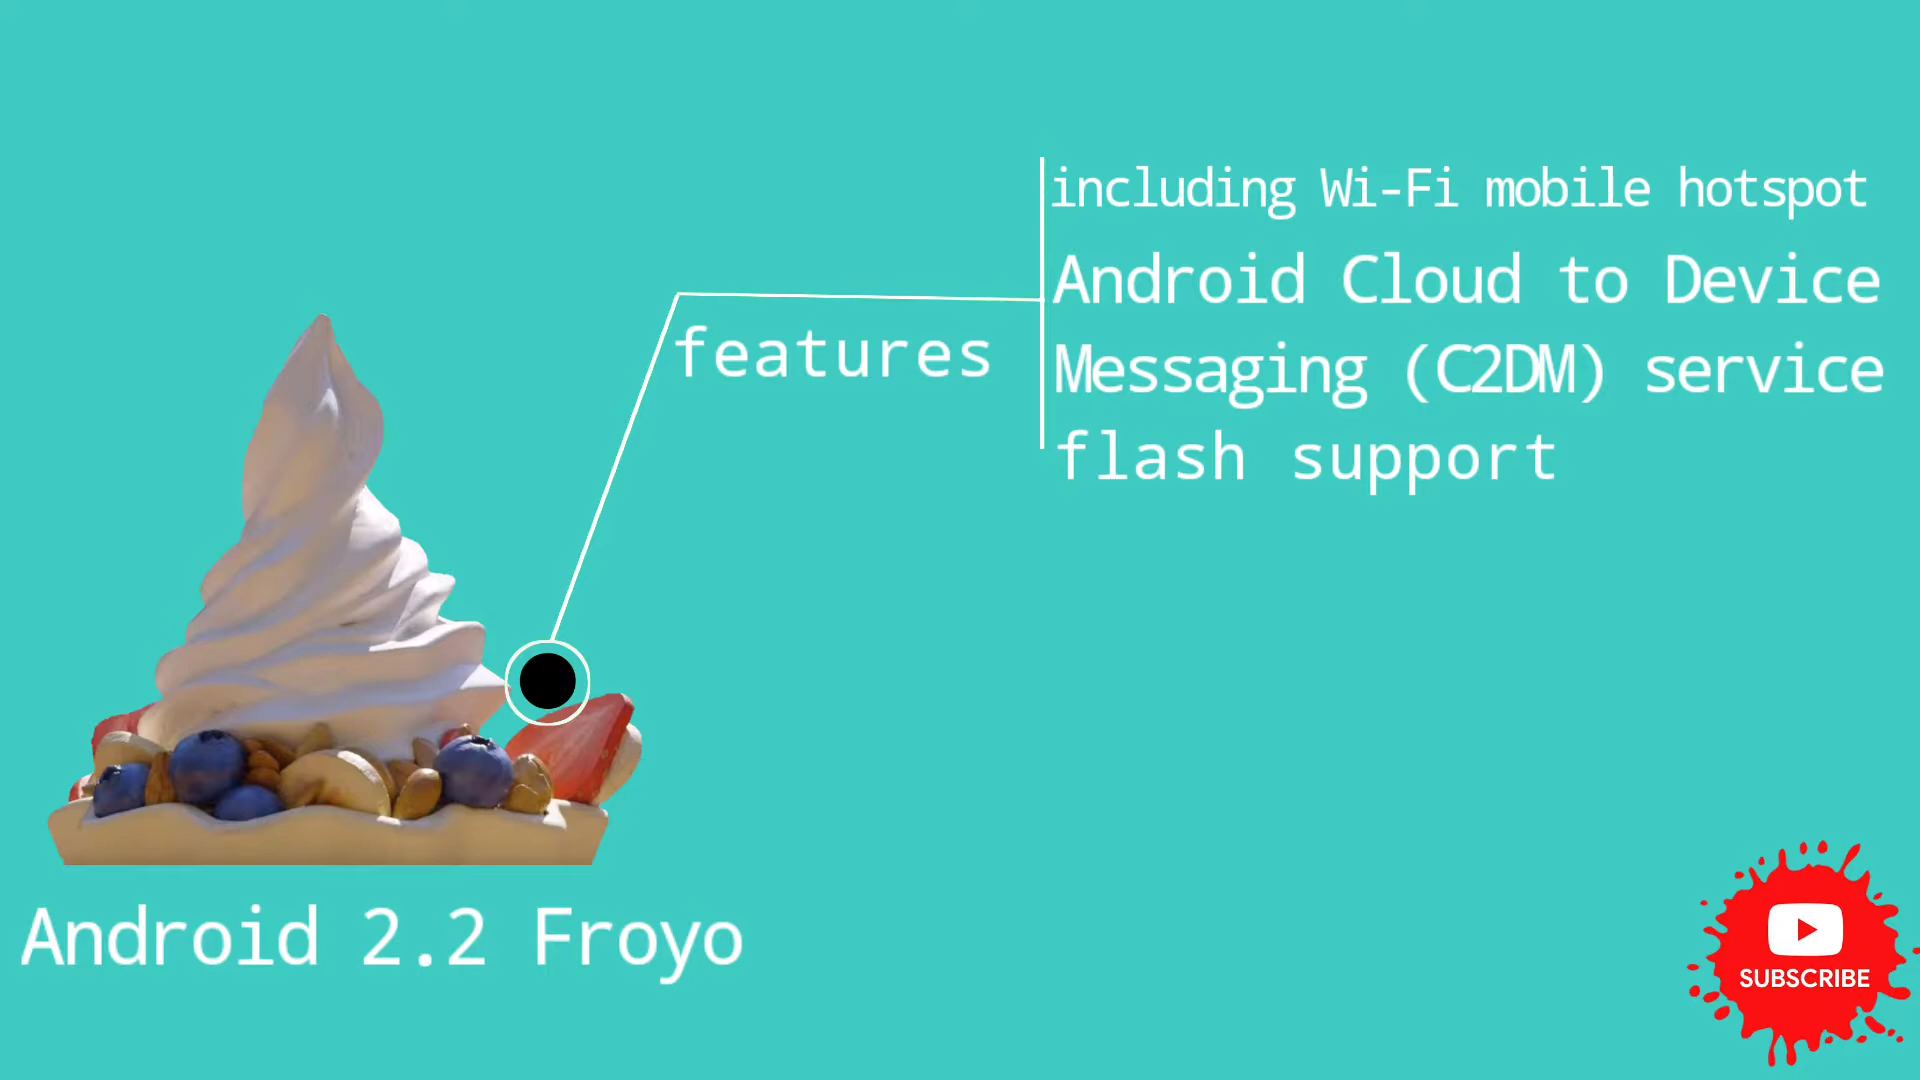 including Wi-Fi mobile hotspot
Android Cloud to Device
Messaging (C2DM) service
flash support
features
Android 2.2 Froyo
SUBSCRIBE